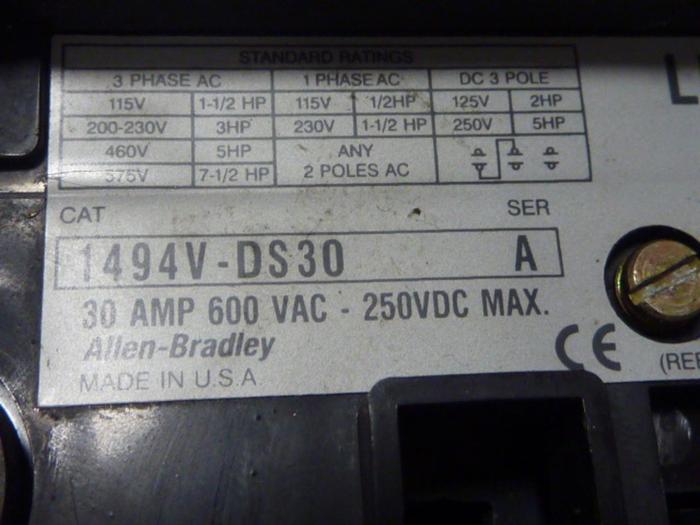 STANDARD RATINGS
3 PHASE AC 1 PHASE AC DC 3 POLE
115V 1-1/2 HP 115V 1/2HP 125V 2HP
200-230V 3HP 230V 1-1/2 HP 250V 5HP
460V 5HP ANY
575V 7-1/2 HP 2 POLES AC
CAT SER
1494V-DS30 A
30 AMP 600 VAC - 250VDC MAX.
Allen-Bradley CE
MADE IN U.S.A